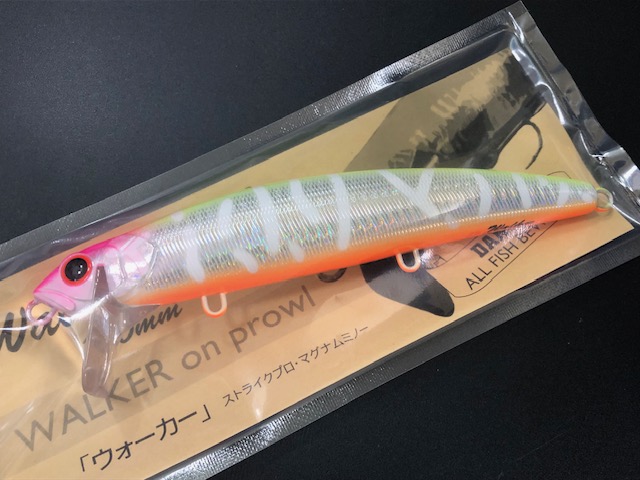 mm
WALKER on prowl
「ウォーカー」
ストライクプロ・マグナムミノー
ALL FISH